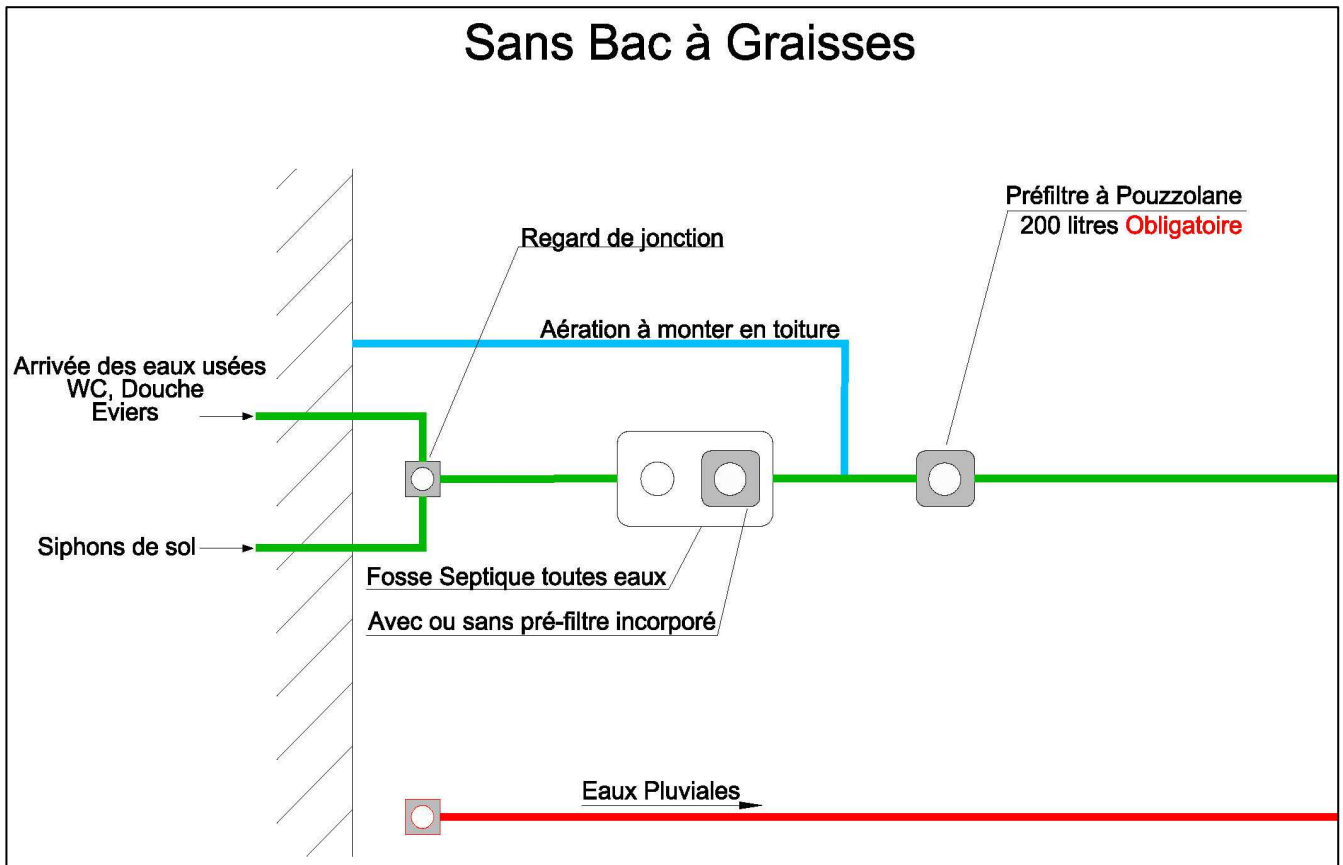 Sans Bac à Graisses
Préfiltre à Pouzzolane
200 litres Obligatoire
Regard de jonction
Aération à monter en toiture
Arrivée des eaux usées
WC, Douche
Eviers
Siphons de sol
Fosse Septique toutes eaux
Avec ou sans pré-filtre incorporé
Eaux Pluviales